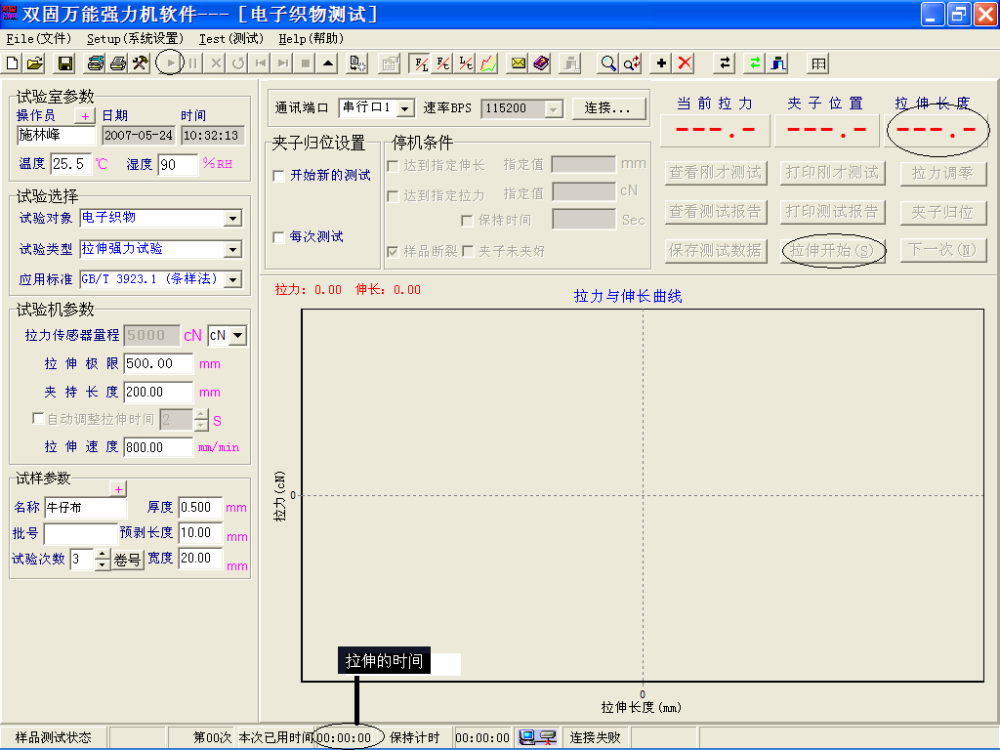 双固万能强力机软件---［电子织物测试］
File(文件) Setup(系统设置) Test(测试) Help(帮助)
试验室参数
操作员 + 日期 时间
施林峰 2007-05-24 10:32:13
温度 25.5 ℃ 湿度 90 %RH
试验选择
试验对象 电子织物
试验类型 拉伸强力试验
应用标准 GB/T 3923.1 (条样法)
试验机参数
拉力传感器量程 5000 cN cN
拉伸极限 500.00 mm
夹持长度 200.00 mm
自动调整拉伸时间 2 S
拉伸速度 800.00 mm/min
试样参数
+
名称 牛仔布 厚度 0.500 mm
批号 预剥长度 10.00 mm
试验次数 3 卷号 宽度 20.00 mm
通讯端口 串行口1 速率BPS 115200 连接...
夹子归位设置
开始新的测试
每次测试
停机条件
达到指定伸长 指定值 mm
达到指定拉力 指定值 cN
保持时间 Sec
样品断裂 夹子未夹好
当前拉力 夹子位置 拉伸长度
---.- ---.- ---.-
查看刚才测试 打印刚才测试 拉力调零
查看测试报告 打印测试报告 夹子归位
保存测试数据 拉伸开始(S) 下一次(N)
拉力: 0.00 伸长: 0.00
拉力与伸长曲线
拉力(cN)
0
0
拉伸长度(mm)
拉伸的时间
样品测试状态 第00次 本次已用时间 00:00:00 保持计时 00:00:00 连接失败